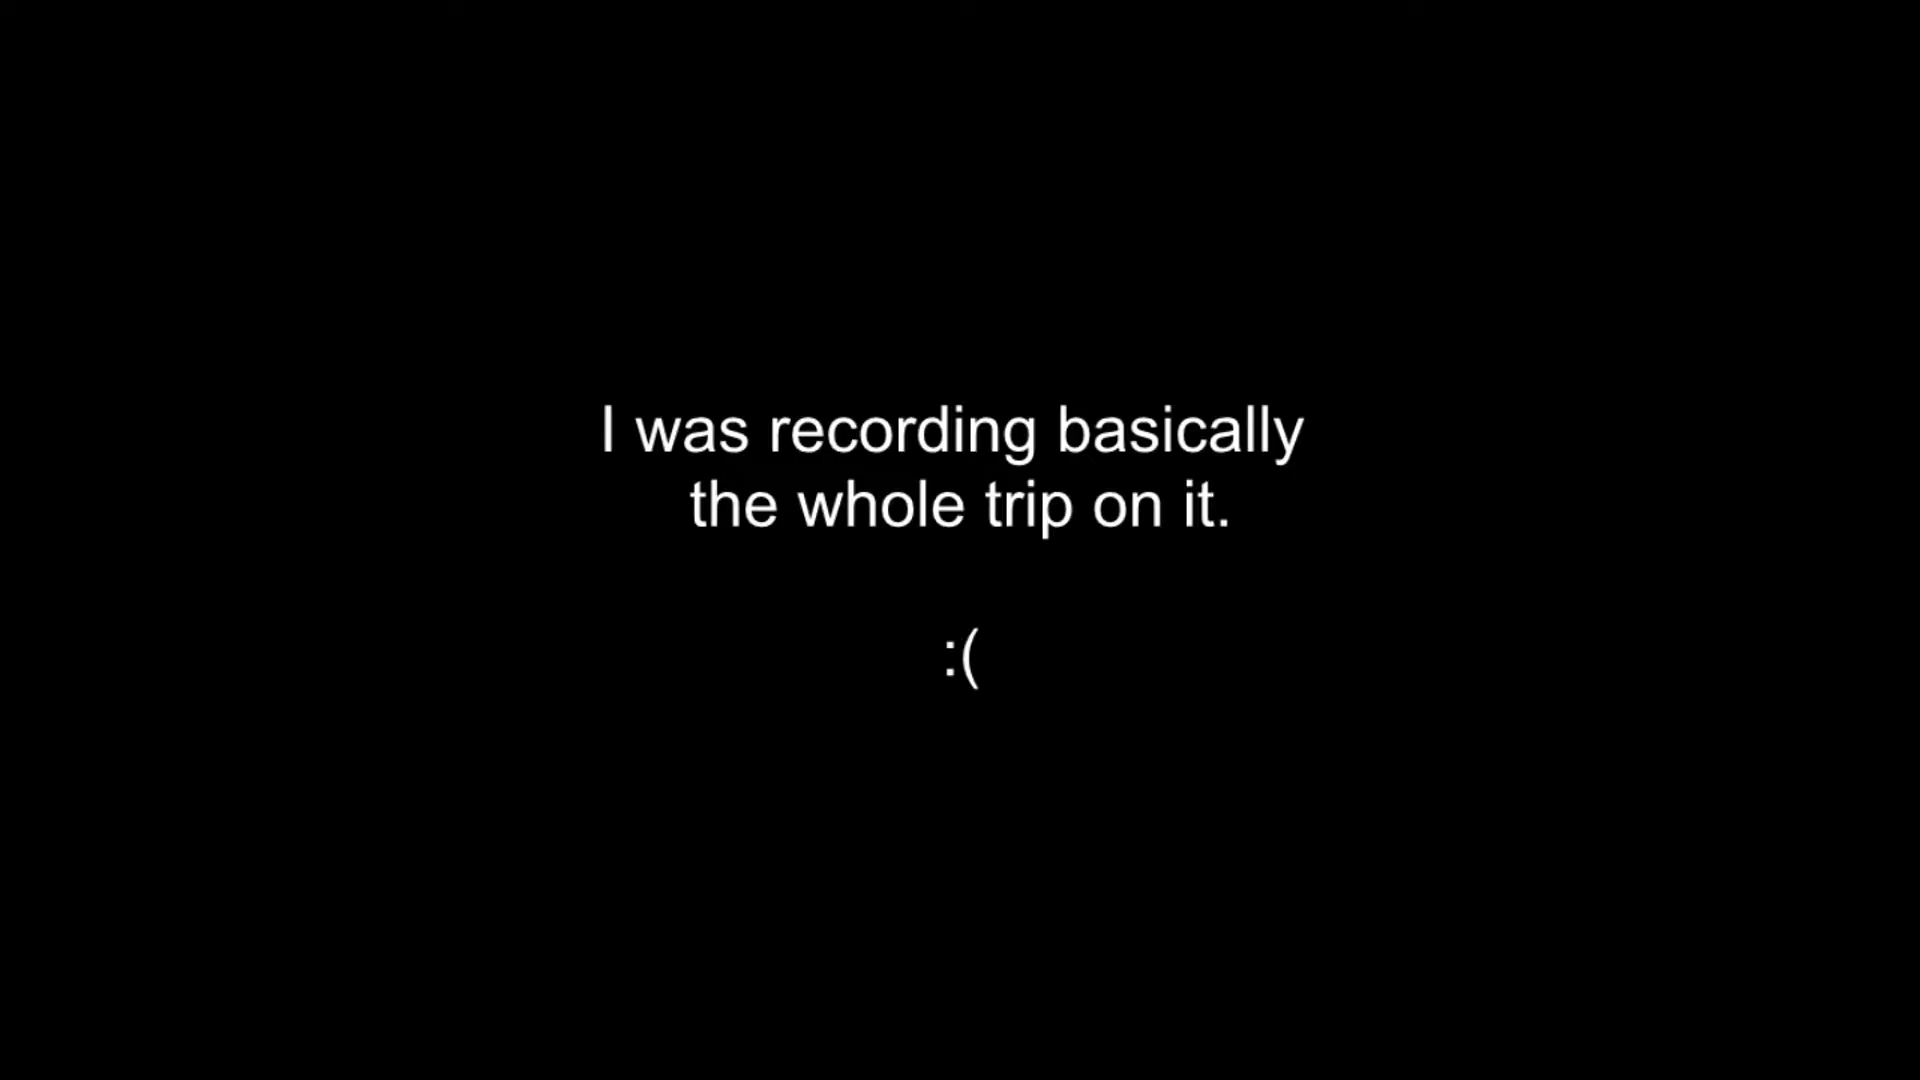 I was recording basically
the whole trip on it.
:(